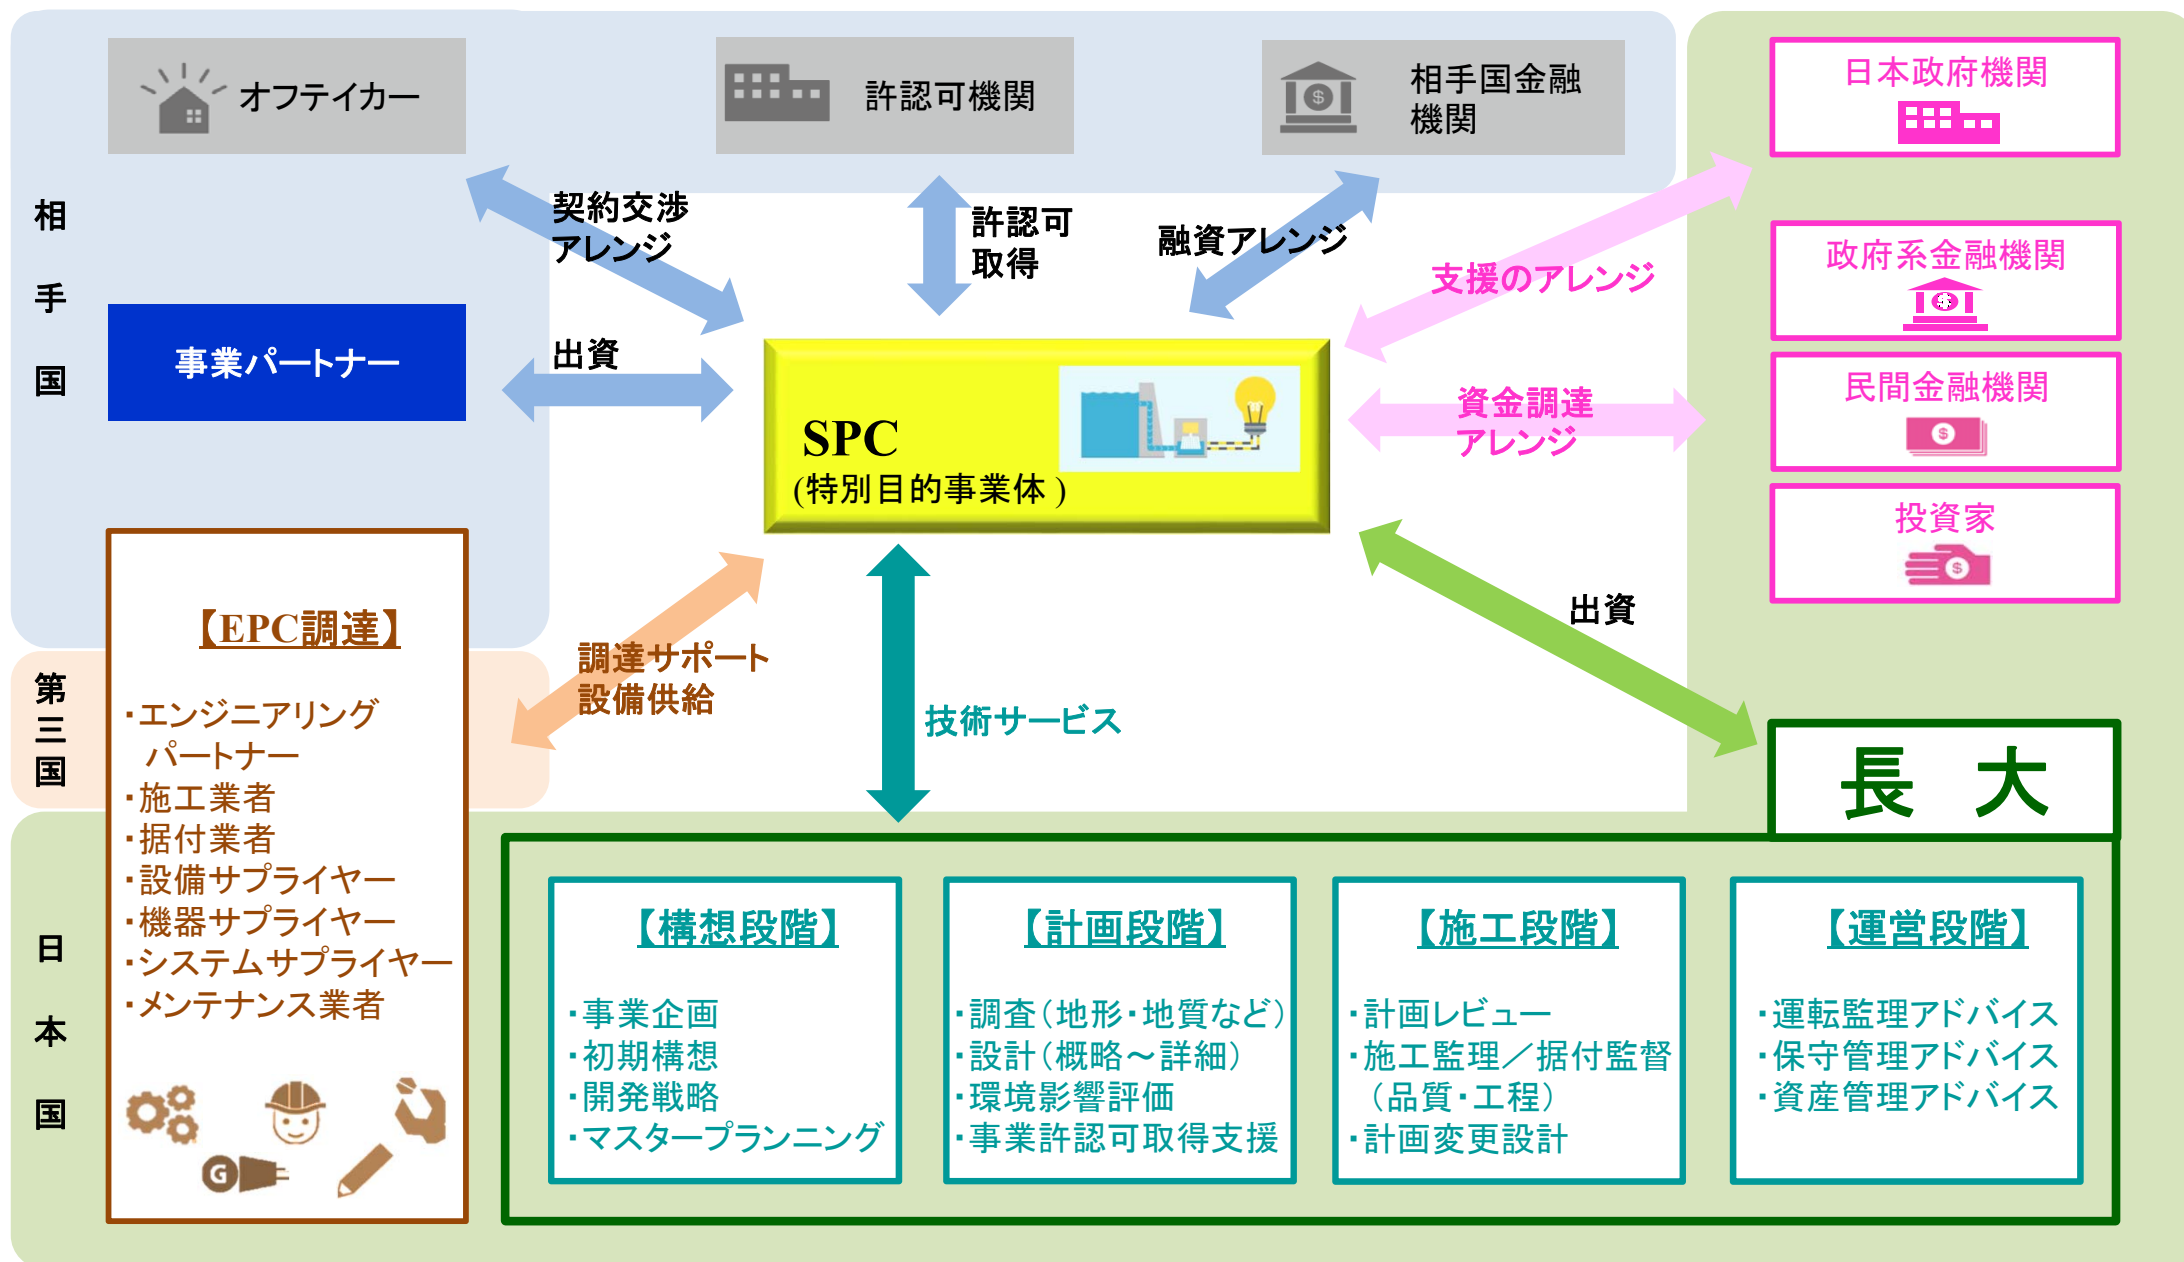 オフテイカー
許認可機関
相手国金融
機関
日本政府機関
相
手
国
契約交渉
アレンジ
許認可
取得
融資アレンジ
支援のアレンジ
政府系金融機関
$
事業パートナー
出資
SPC
(特別目的事業体 )
資金調達
アレンジ
民間金融機関
$
投資家
$
【EPC調達】
・エンジニアリング
パートナー
・施工業者
・据付業者
・設備サプライヤー
・機器サプライヤー
・システムサプライヤー
・メンテナンス業者
G
第
三
国
調達サポート
設備供給
技術サービス
出資
長 大
日
本
国
【構想段階】
・事業企画
・初期構想
・開発戦略
・マスタープランニング
【計画段階】
・調査(地形・地質など)
・設計(概略～詳細)
・環境影響評価
・事業許認可取得支援
【施工段階】
・計画レビュー
・施工監理／据付監督
(品質・工程)
・計画変更設計
【運営段階】
・運転監理アドバイス
・保守管理アドバイス
・資産管理アドバイス